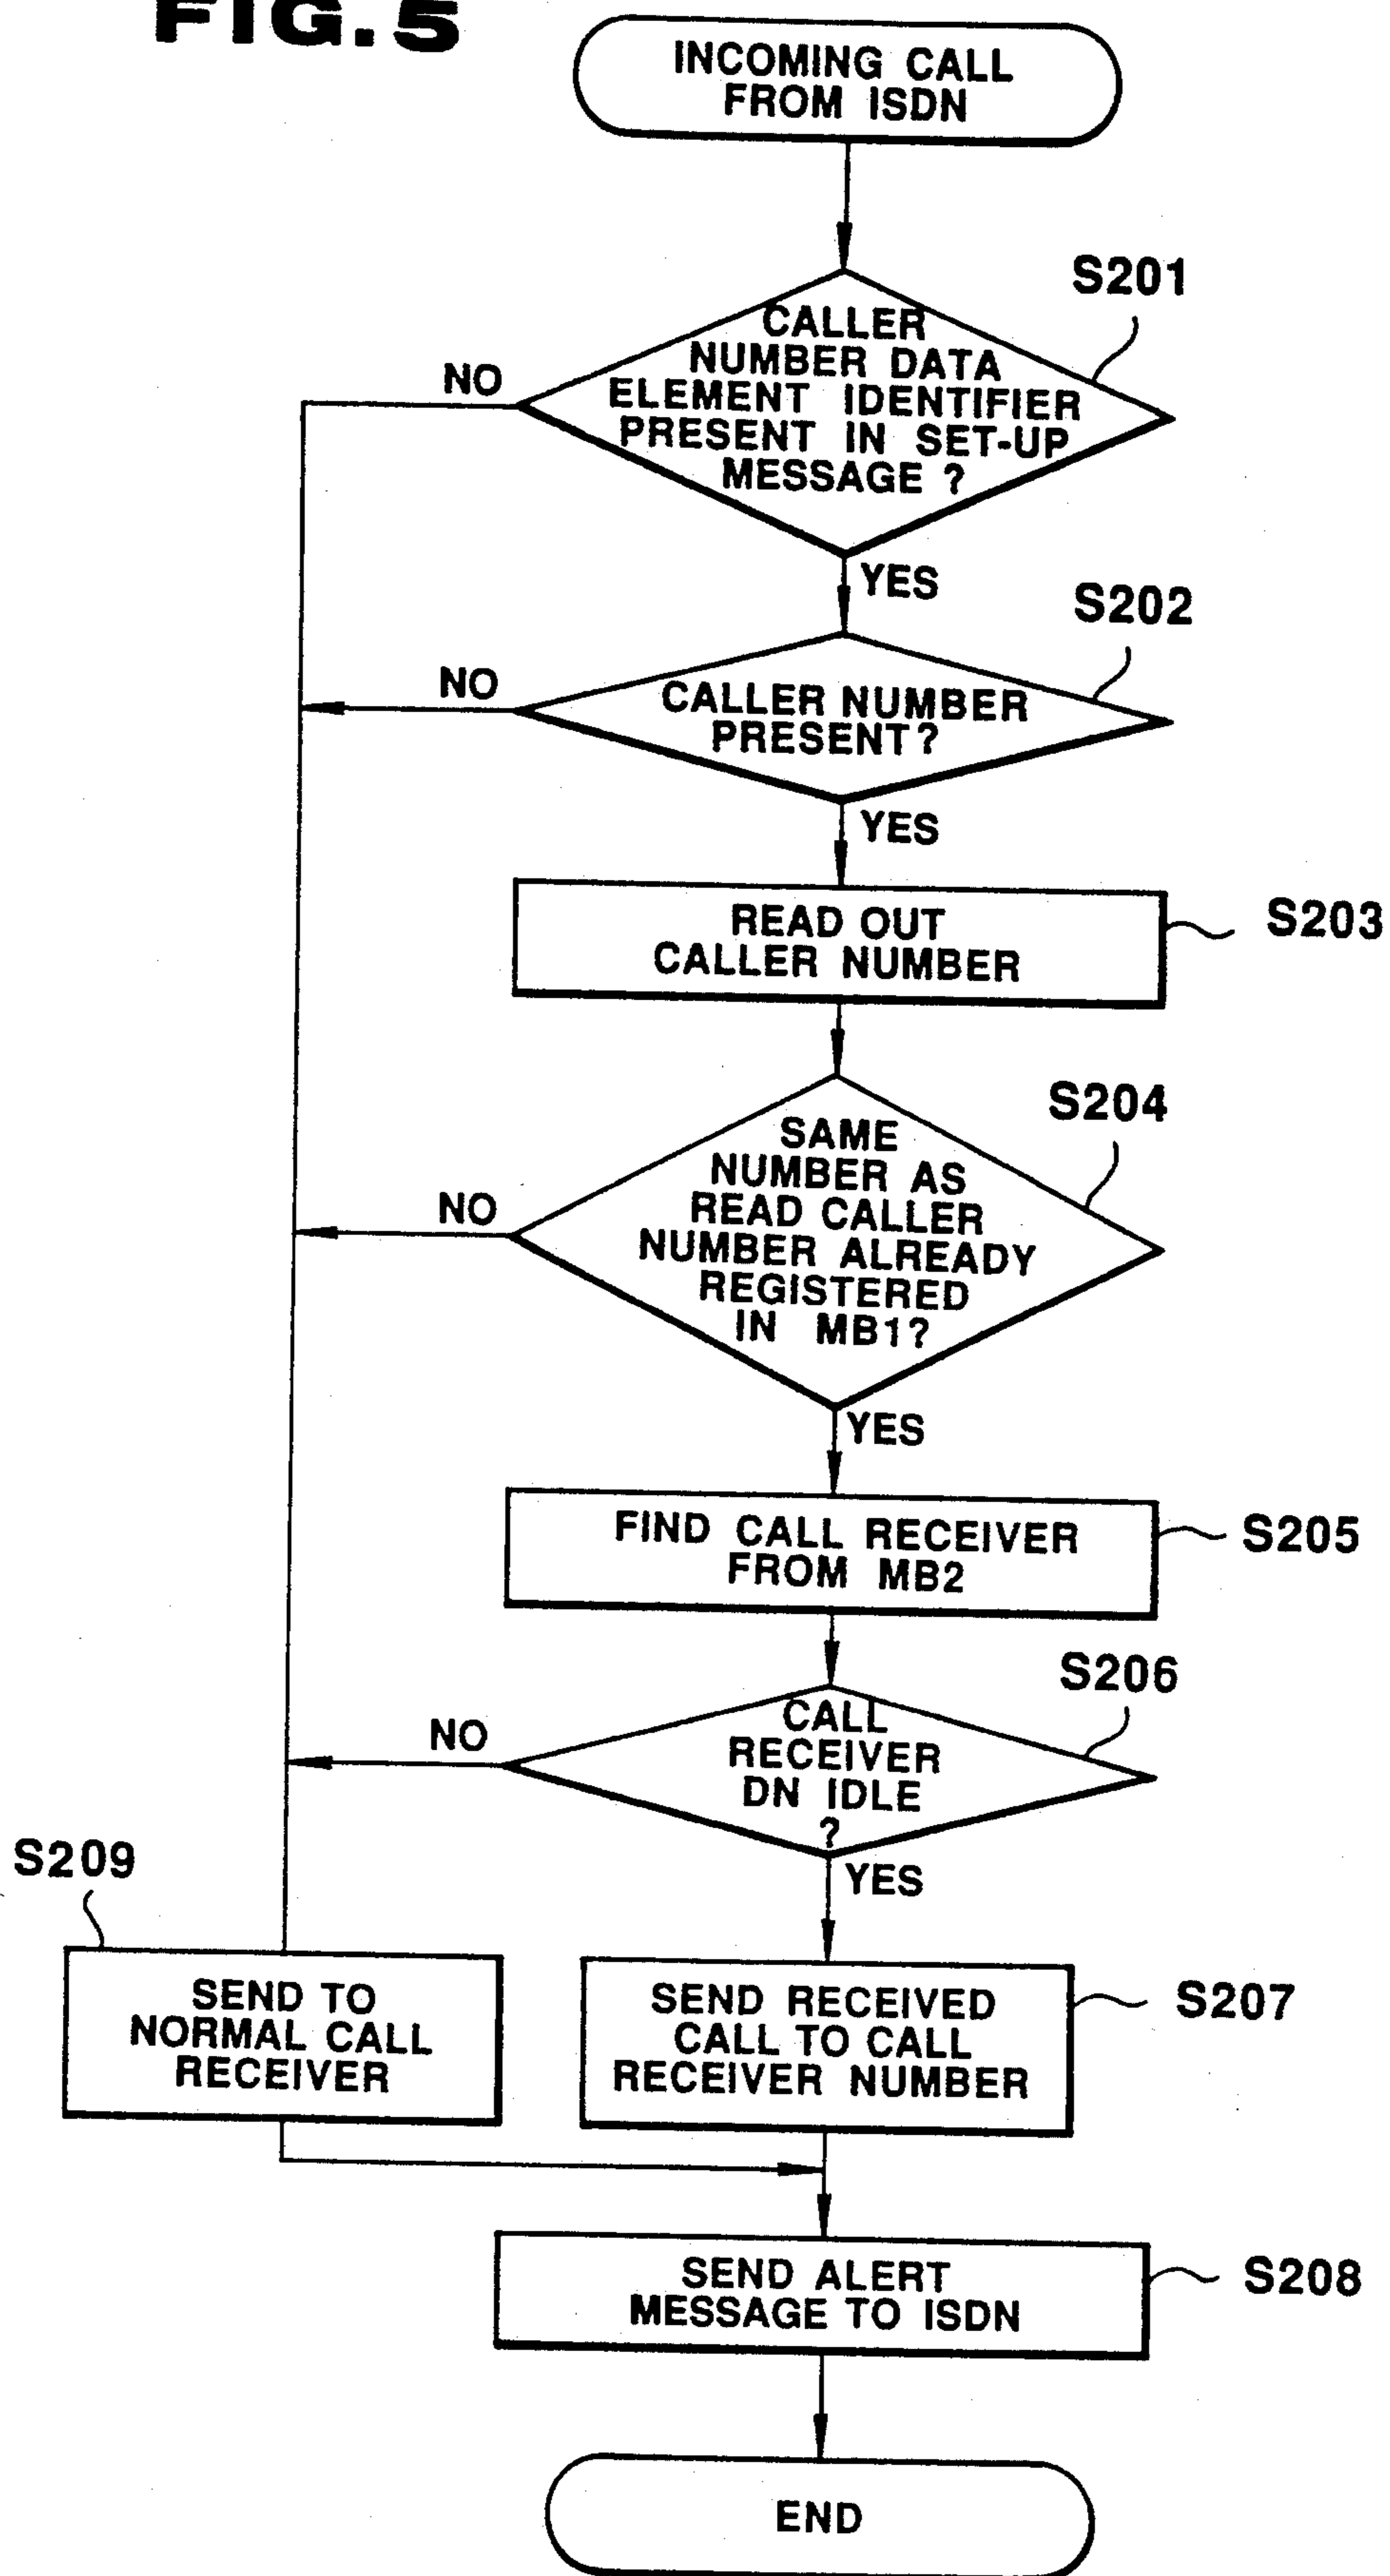 FIG. 5
INCOMING CALL
FROM ISDN
S201
CALLER
NUMBER DATA
ELEMENT IDENTIFIER
PRESENT IN SET-UP
MESSAGE ?
NO
YES
S202
CALLER NUMBER
PRESENT?
NO
YES
READ OUT
CALLER NUMBER
S203
S204
SAME
NUMBER AS
READ CALLER
NUMBER ALREADY
REGISTERED
IN MB1?
NO
YES
FIND CALL RECEIVER
FROM MB2
S205
S206
CALL
RECEIVER
DN IDLE
?
NO
YES
S209
SEND TO
NORMAL CALL
RECEIVER
SEND RECEIVED
CALL TO CALL
RECEIVER NUMBER
S207
SEND ALERT
MESSAGE TO ISDN
S208
END